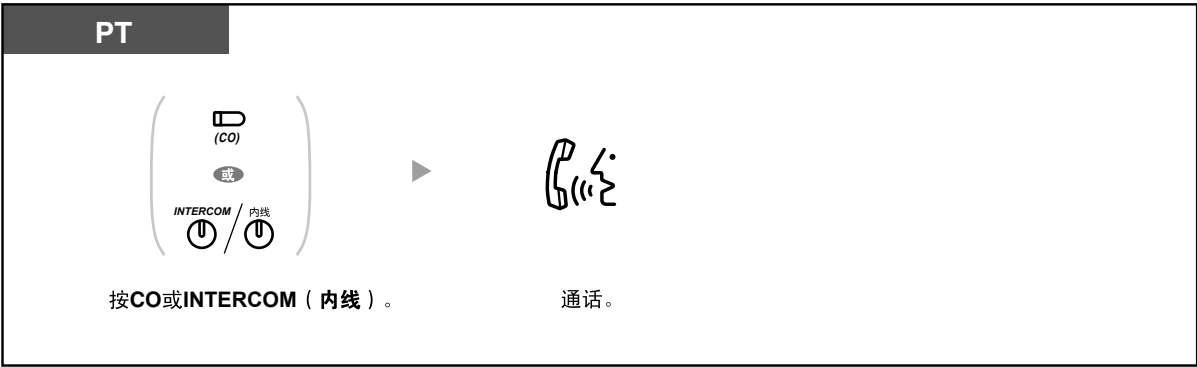 PT
(CO)
或
INTERCOM / 内线
按CO或INTERCOM（内线）。
通话。